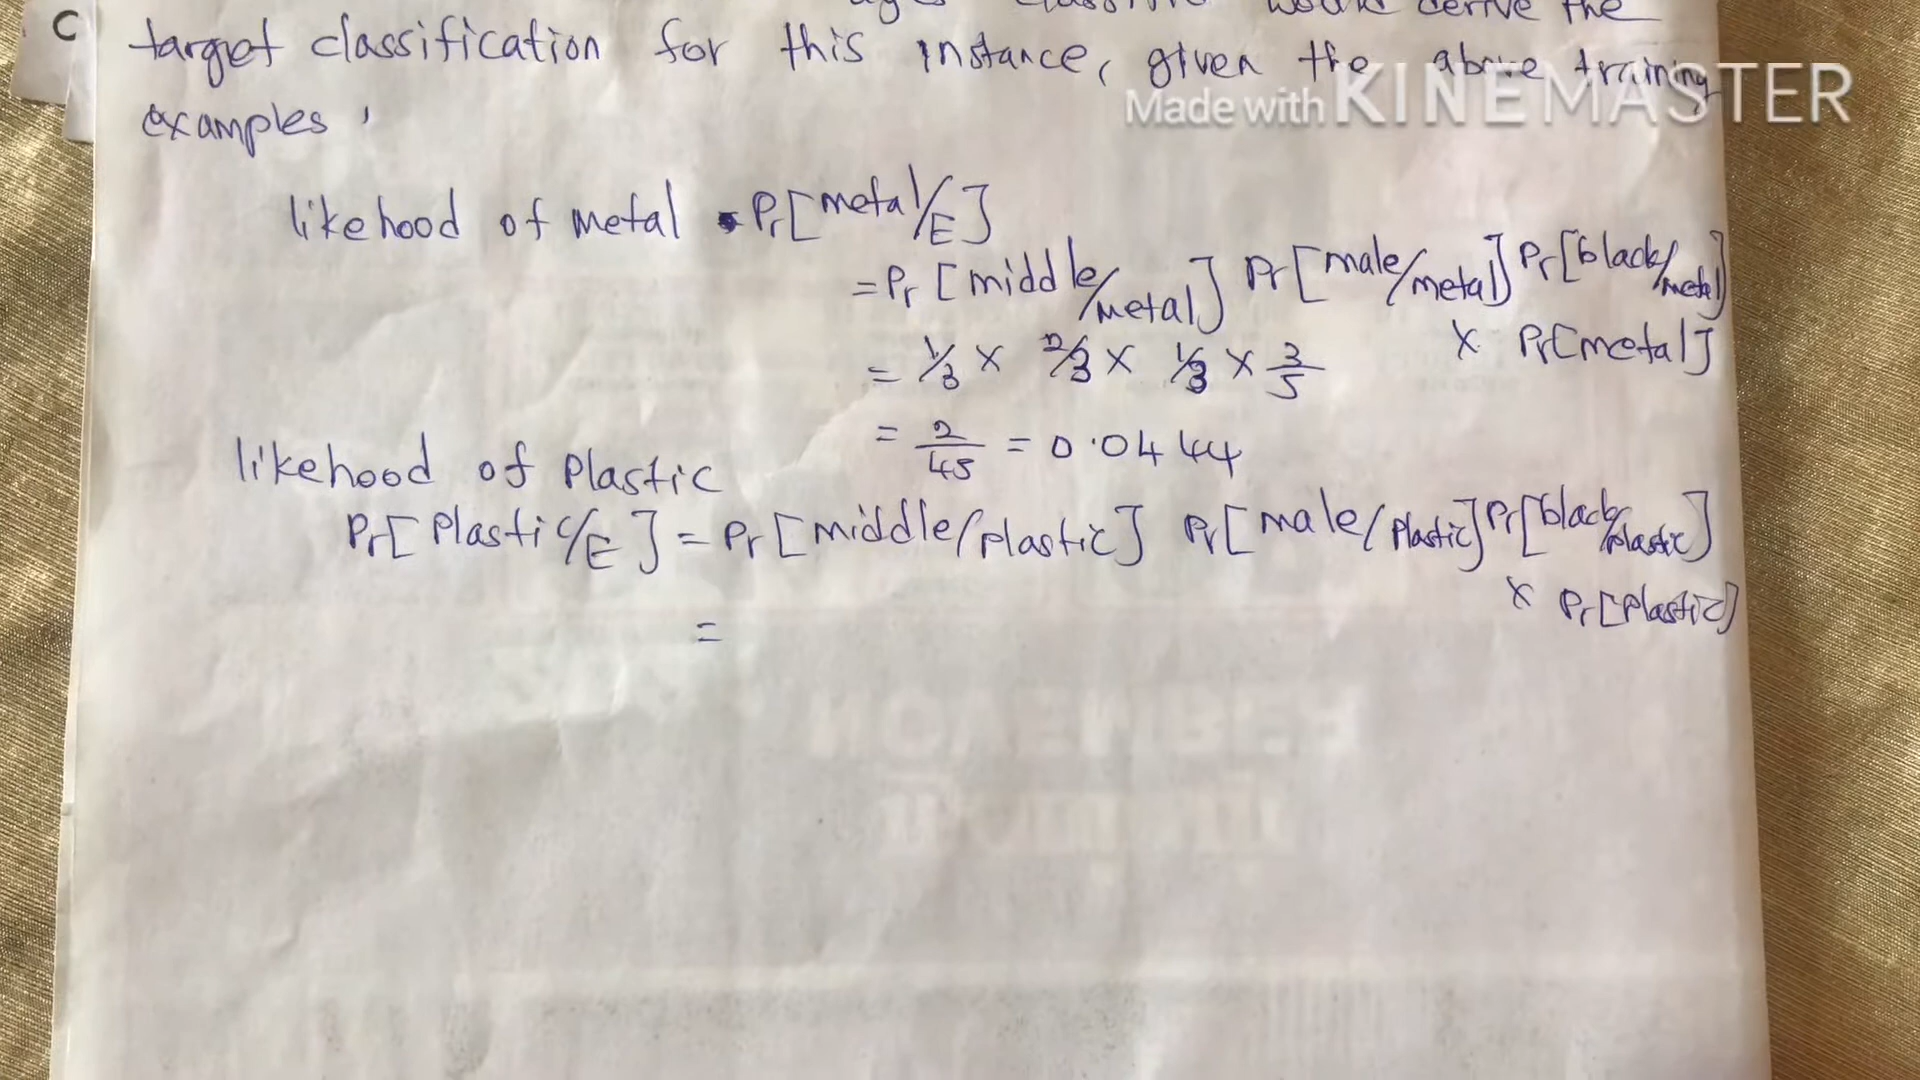 C
would derive the
target classification for this instance, given the above training
examples,
Made with KINEMASTER
likehood of metal Pr[metal/E]
=Pr[middle/metal] Pr[male/metal] Pr[black/metal]
x Pr[metal]
= 1/3 x 2/3 x 1/3 x 3/5
= 2/45 = 0.0444
likehood of Plastic
Pr[Plastic/E] = Pr[middle/plastic] Pr[male/Plastic] Pr[black/plastic]
x Pr[Plastic]
=